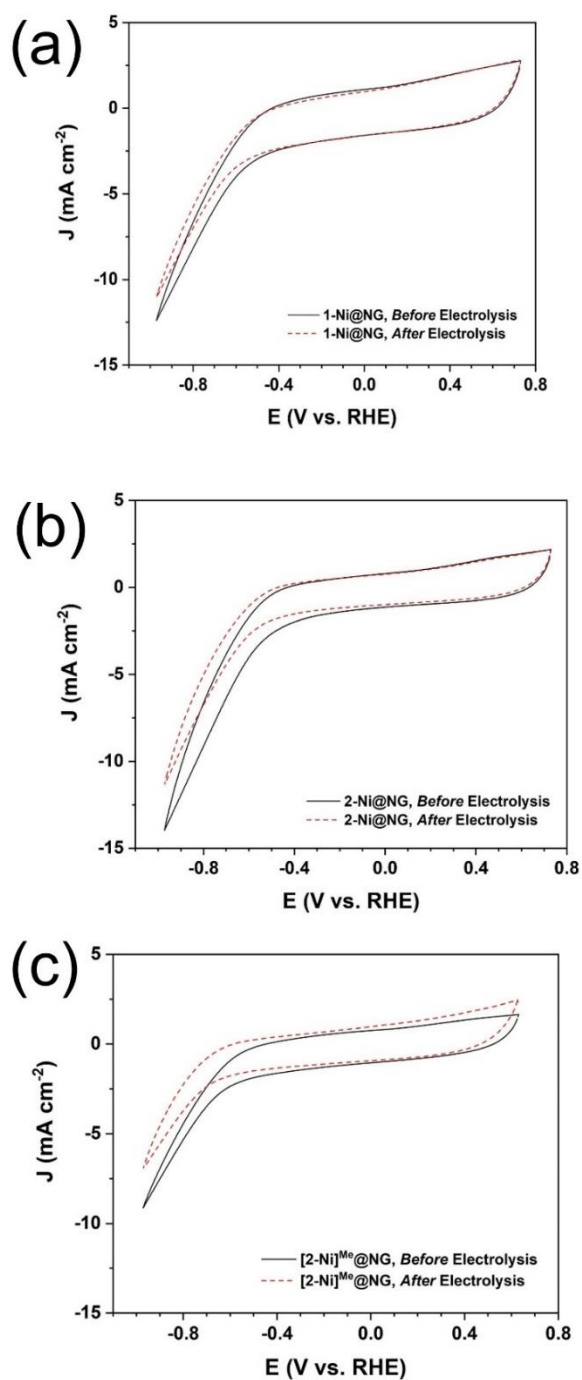 (a)
5
0
-5
-10
-15
J (mA cm⁻²)
1-Ni@NG, Before Electrolysis
1-Ni@NG, After Electrolysis
-0.8 -0.4 0.0 0.4 0.8
E (V vs. RHE)
(b)
5
0
-5
-10
-15
J (mA cm⁻²)
2-Ni@NG, Before Electrolysis
2-Ni@NG, After Electrolysis
-0.8 -0.4 0.0 0.4 0.8
E (V vs. RHE)
(c)
5
0
-5
-10
-15
J (mA cm⁻²)
[2-Ni]ᴹᵉ@NG, Before Electrolysis
[2-Ni]ᴹᵉ@NG, After Electrolysis
-0.8 -0.4 0.0 0.4 0.8
E (V vs. RHE)